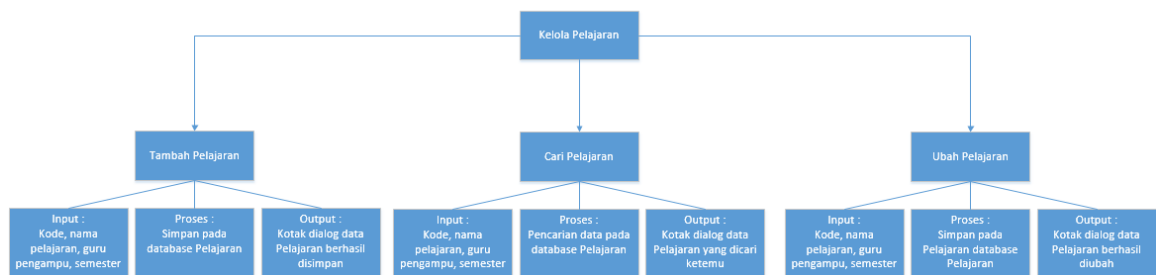 Kelola Pelajaran
Tambah Pelajaran
Cari Pelajaran
Ubah Pelajaran
Input :
Kode, nama
pelajaran, guru
pengampu, semester
Proses :
Simpan pada
database Pelajaran
Output :
Kotak dialog data
Pelajaran berhasil
disimpan
Input :
Kode, nama
pelajaran, guru
pengampu, semester
Proses :
Pencarian data pada
database Pelajaran
Output :
Kotak dialog data
Pelajaran yang dicari
ketemu
Input :
Kode, nama
pelajaran, guru
pengampu, semester
Proses :
Simpan pada
Pelajaran database
Pelajaran
Output :
Kotak dialog data
Pelajaran berhasil
diubah